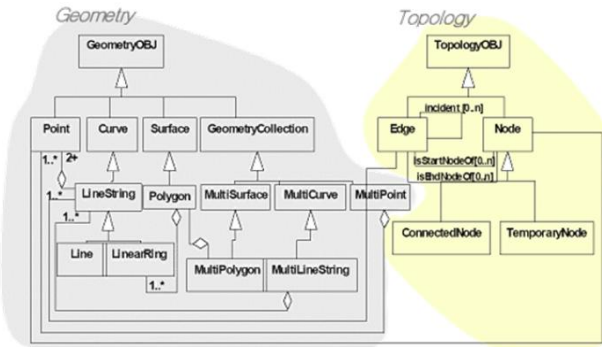 Geometry
Topology
GeometryOBJ
TopologyOBJ
incident [0..n]
Point
Curve
Surface
GeometryCollection
Edge
Node
1..*
2+
isStartNodeOf[0..n]
isEndNodeOf[0..n]
1..*
LineString
Polygon
MultiSurface
MultiCurve
MultiPoint
1..*
ConnectedNode
TemporaryNode
Line
LinearRing
MultiPolygon
MultiLineString
1..*